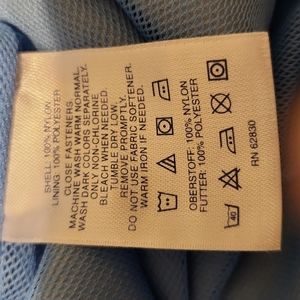 SHELL 100% NYLON
LINING 100% POLYESTER
CLOSE FASTENERS.
MACHINE WASH WARM NORMAL.
WASH DARK COLORS SEPARATELY.
ONLY NON-CHLORINE
BLEACH WHEN NEEDED.
TUMBLE DRY LOW.
REMOVE PROMPTLY.
DO NOT USE FABRIC SOFTENER.
WARM IRON IF NEEDED.
OBERSTOFF: 100% NYLON
FUTTER: 100% POLYESTER
40
RN 62830